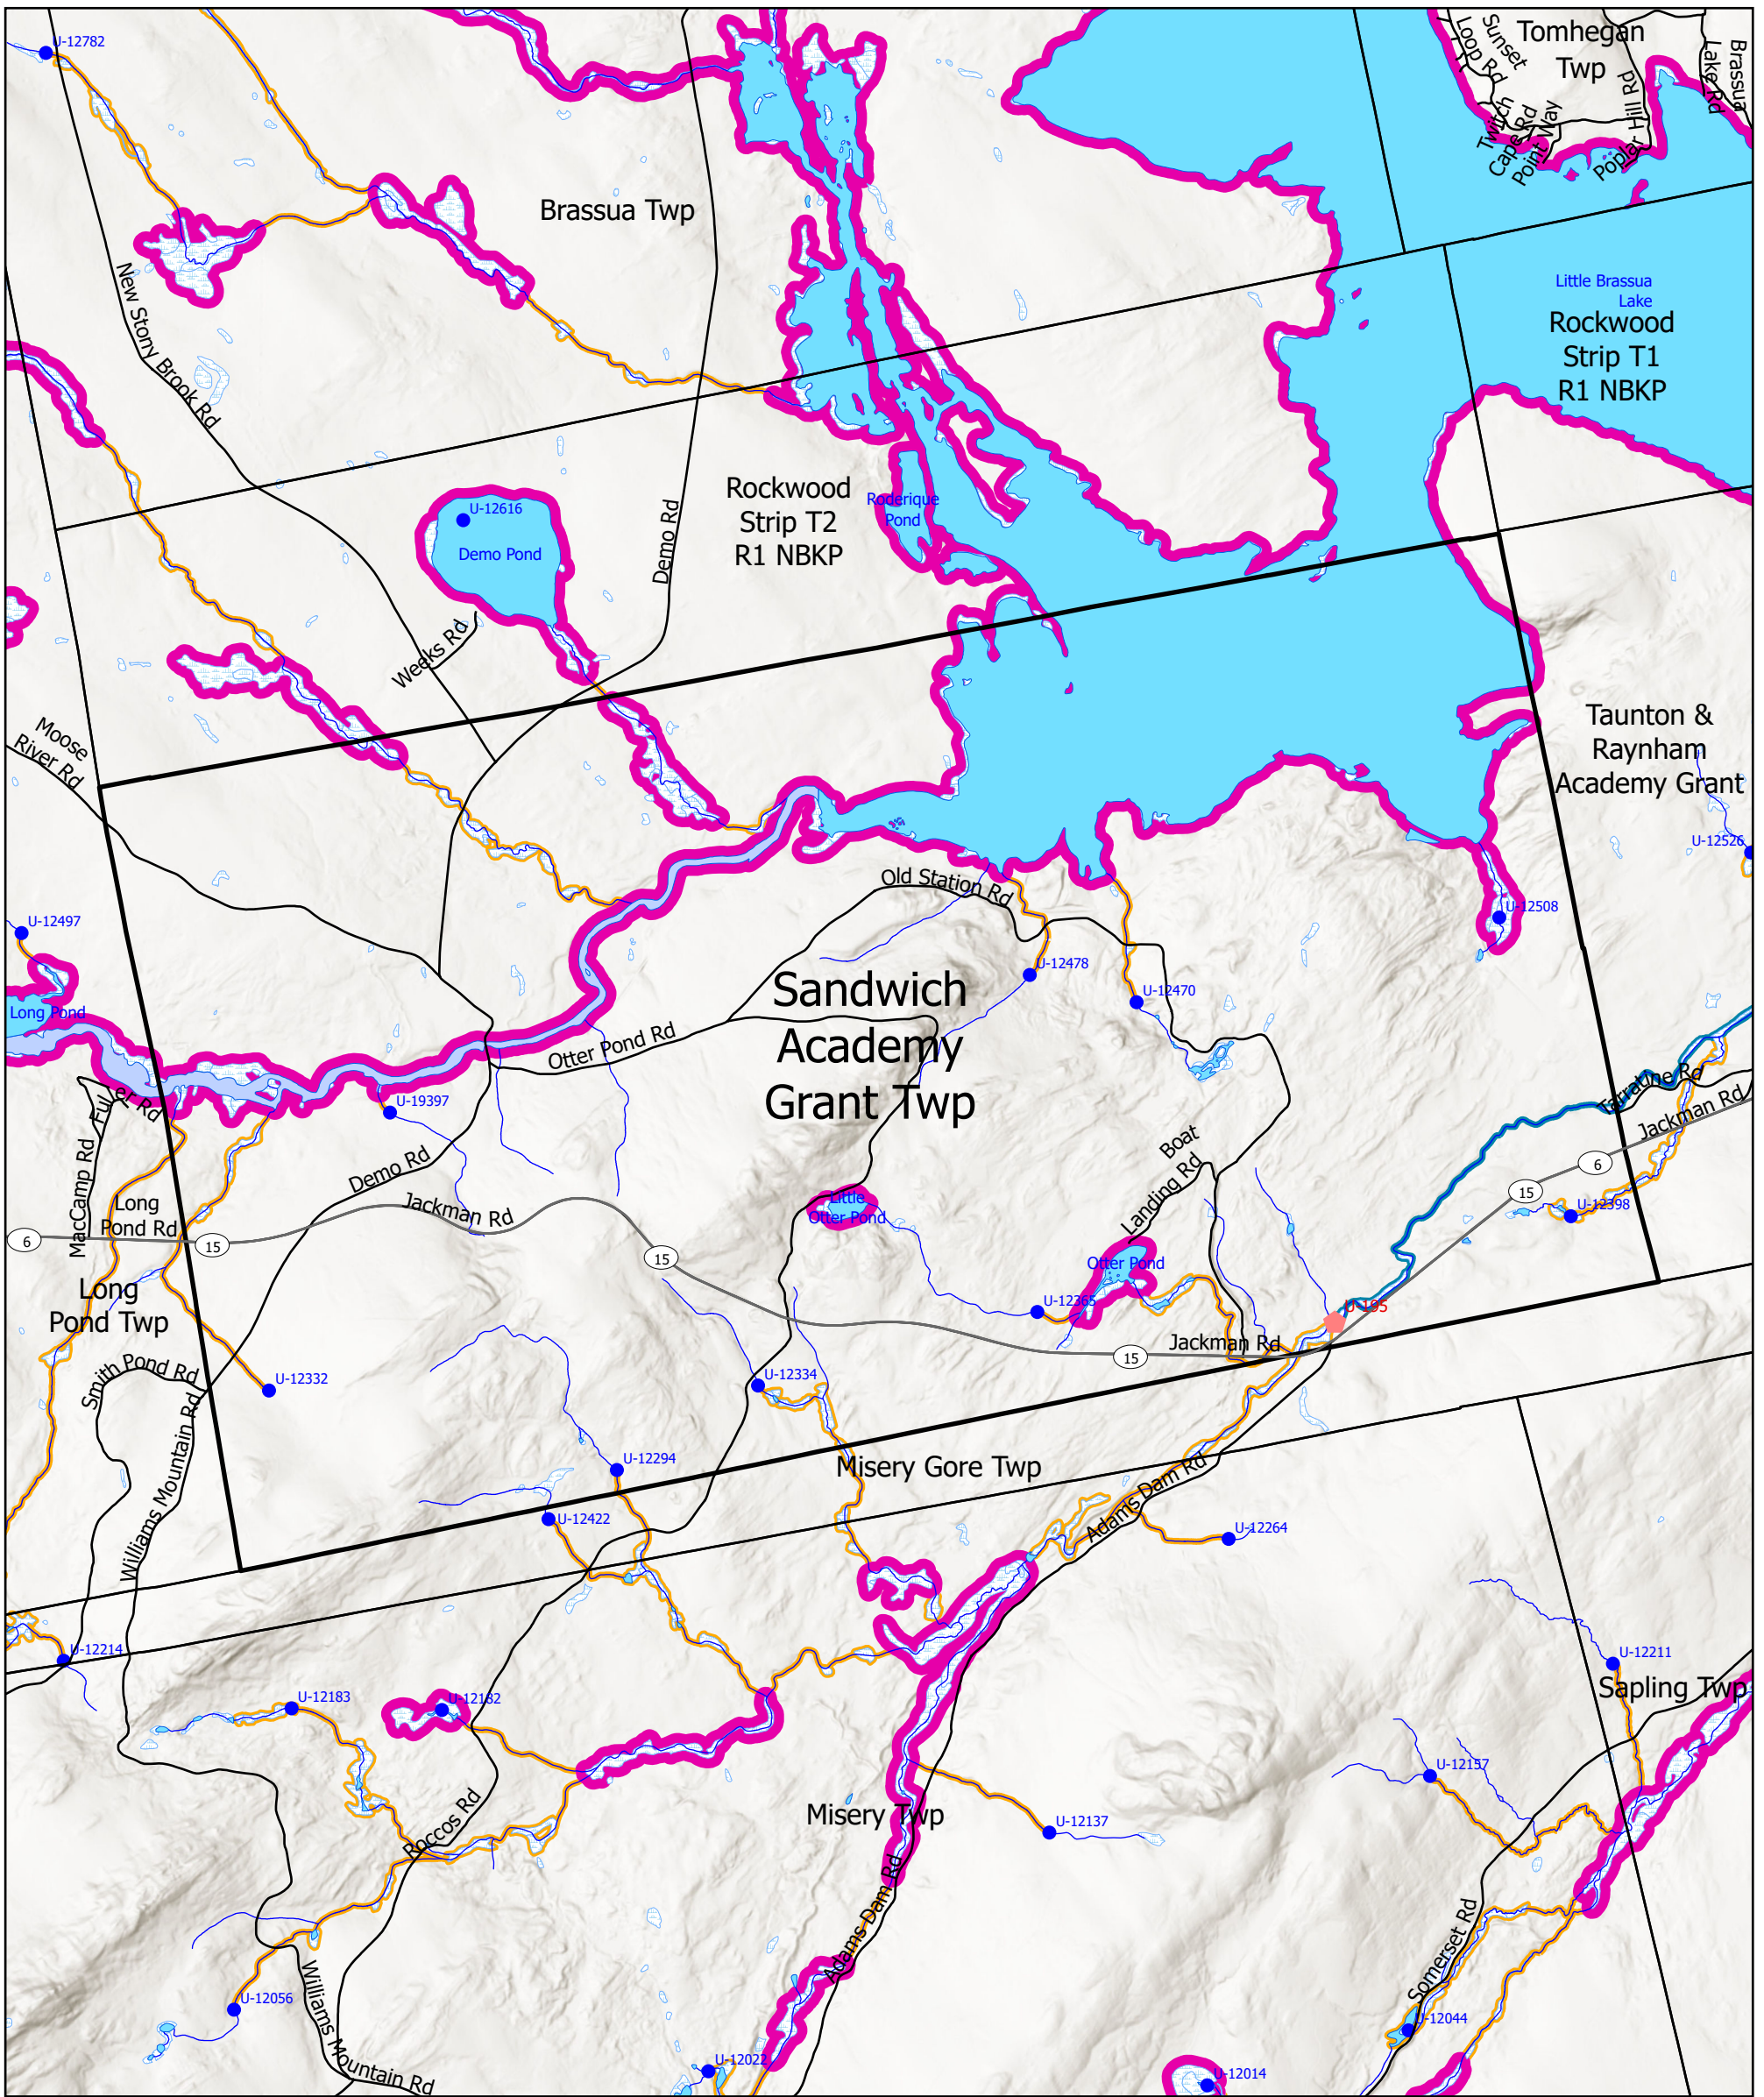 U-12782
Sunset
Loop Rd
Tomhegan
Twp
Brassua
Lake Rd
Twitch
Cape Rd
Point Way
Poplar Hill Rd
Brassua Twp
New Stony Brook Rd
Little Brassua
Lake
Rockwood
Strip T1
R1 NBKP
Rockwood
Strip T2
R1 NBKP
Roderique
Pond
U-12616
Demo Pond
Demo Rd
Weeks Rd
Moose
River Rd
Taunton &
Raynham
Academy Grant
U-12526
Old Station Rd
U-12508
U-12497
U-12478
U-12470
Long Pond
Sandwich
Academy
Grant Twp
Otter Pond Rd
Fuller Rd
U-19397
Tarratine Rd
Jackman Rd
MacCamp Rd
Demo Rd
Boat
Landing Rd
6
15
U-12398
Long
Pond Rd
Jackman Rd
Little
Otter Pond
6
15
15
Otter Pond
Long
Pond Twp
U-12365
U-195
Jackman Rd
15
Smith Pond Rd
U-12332
U-12334
Williams Mountain Rd
U-12294
Misery Gore Twp
Adams Dam Rd
U-12422
U-12264
U-12214
U-12211
Sapling Twp
U-12183
U-12182
U-12157
Roccos Rd
Misery Twp
U-12137
Adams Dam Rd
Somerset Rd
Williams Mountain Rd
U-12056
U-12044
U-12022
U-12014